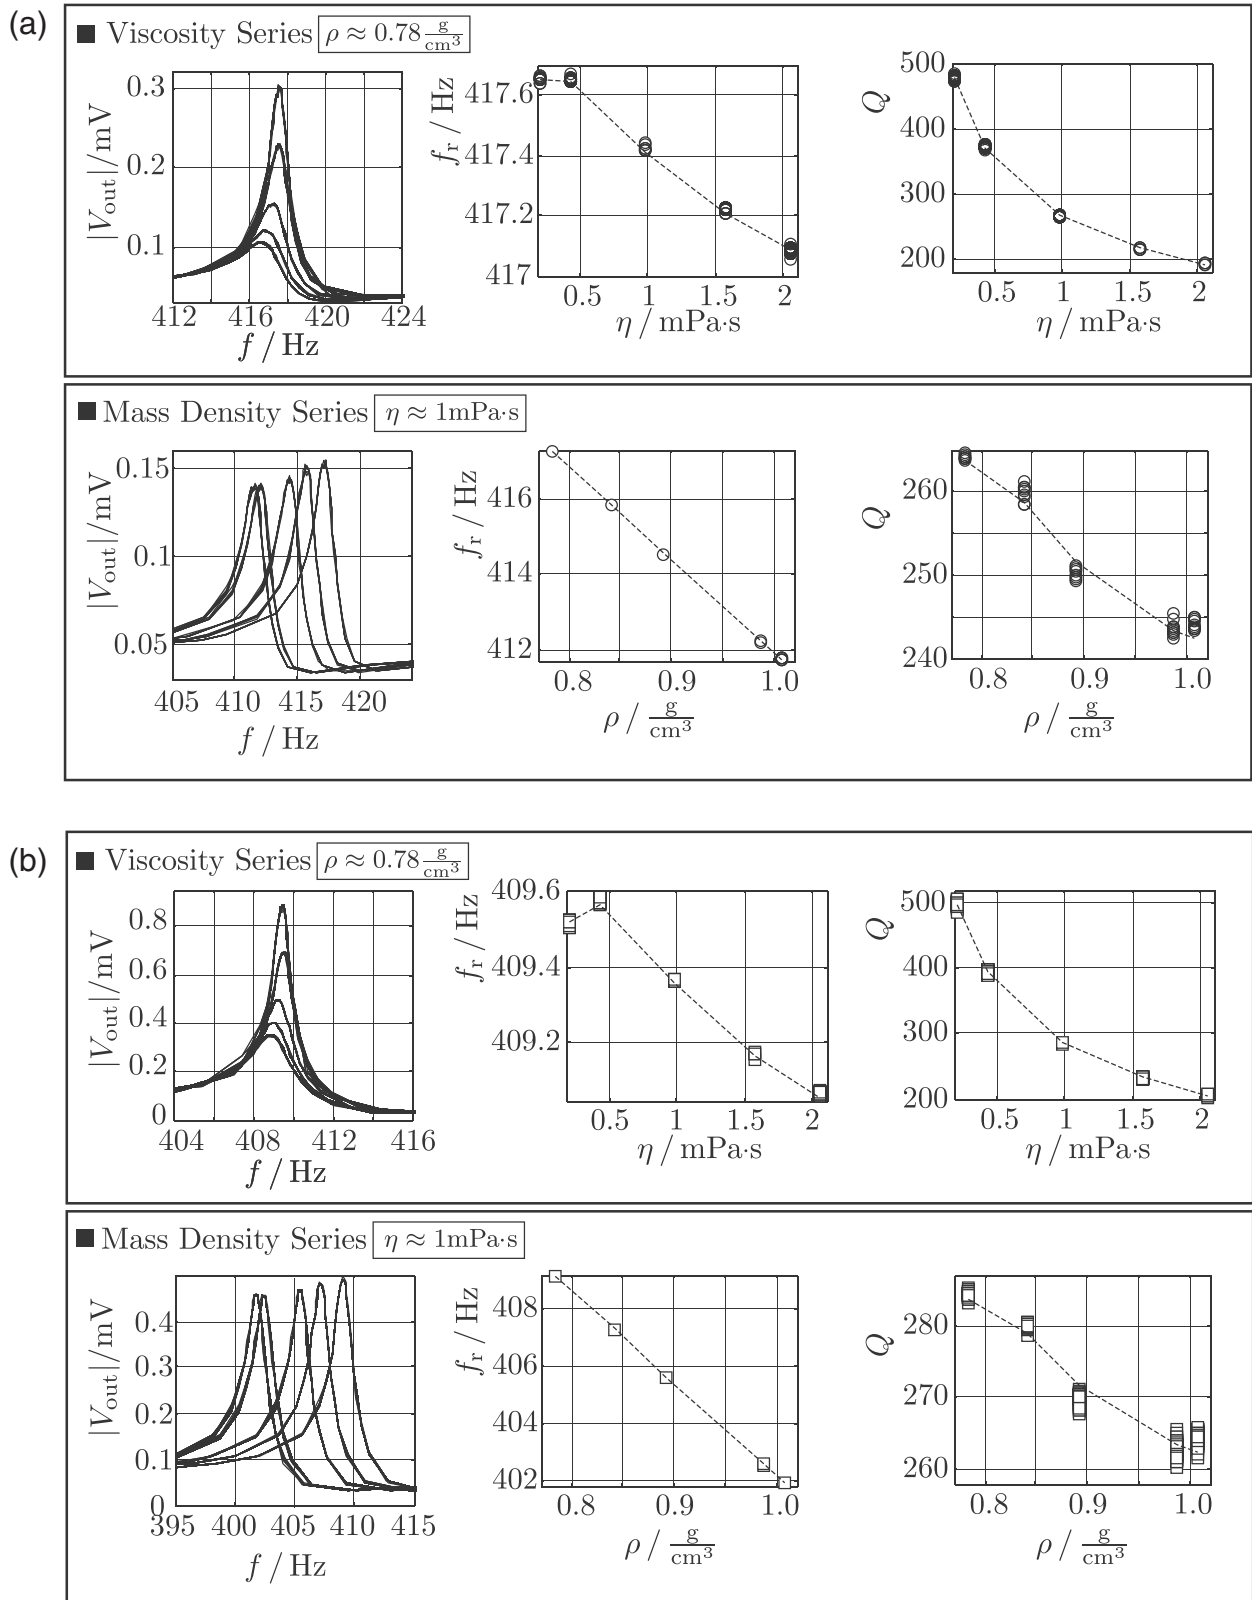 (a)
■ Viscosity Series ρ ≈ 0.78 g/cm³
|V_out|/mV
0.3
0.2
0.1
412 416 420 424
f / Hz
f_r / Hz
417.6
417.4
417.2
417
0.5 1 1.5 2
η / mPa·s
Q
500
400
300
200
0.5 1 1.5 2
η / mPa·s
■ Mass Density Series η ≈ 1mPa·s
|V_out|/mV
0.15
0.1
0.05
405 410 415 420
f / Hz
f_r / Hz
416
414
412
0.8 0.9 1.0
ρ / g/cm³
Q
260
250
240
0.8 0.9 1.0
ρ / g/cm³
(b)
■ Viscosity Series ρ ≈ 0.78 g/cm³
|V_out|/mV
0.8
0.6
0.4
0.2
0
404 408 412 416
f / Hz
f_r / Hz
409.6
409.4
409.2
0.5 1 1.5 2
η / mPa·s
Q
500
400
300
200
0.5 1 1.5 2
η / mPa·s
■ Mass Density Series η ≈ 1mPa·s
|V_out|/mV
0.4
0.3
0.2
0.1
0
395 400 405 410 415
f / Hz
f_r / Hz
408
406
404
402
0.8 0.9 1.0
ρ / g/cm³
Q
280
270
260
0.8 0.9 1.0
ρ / g/cm³